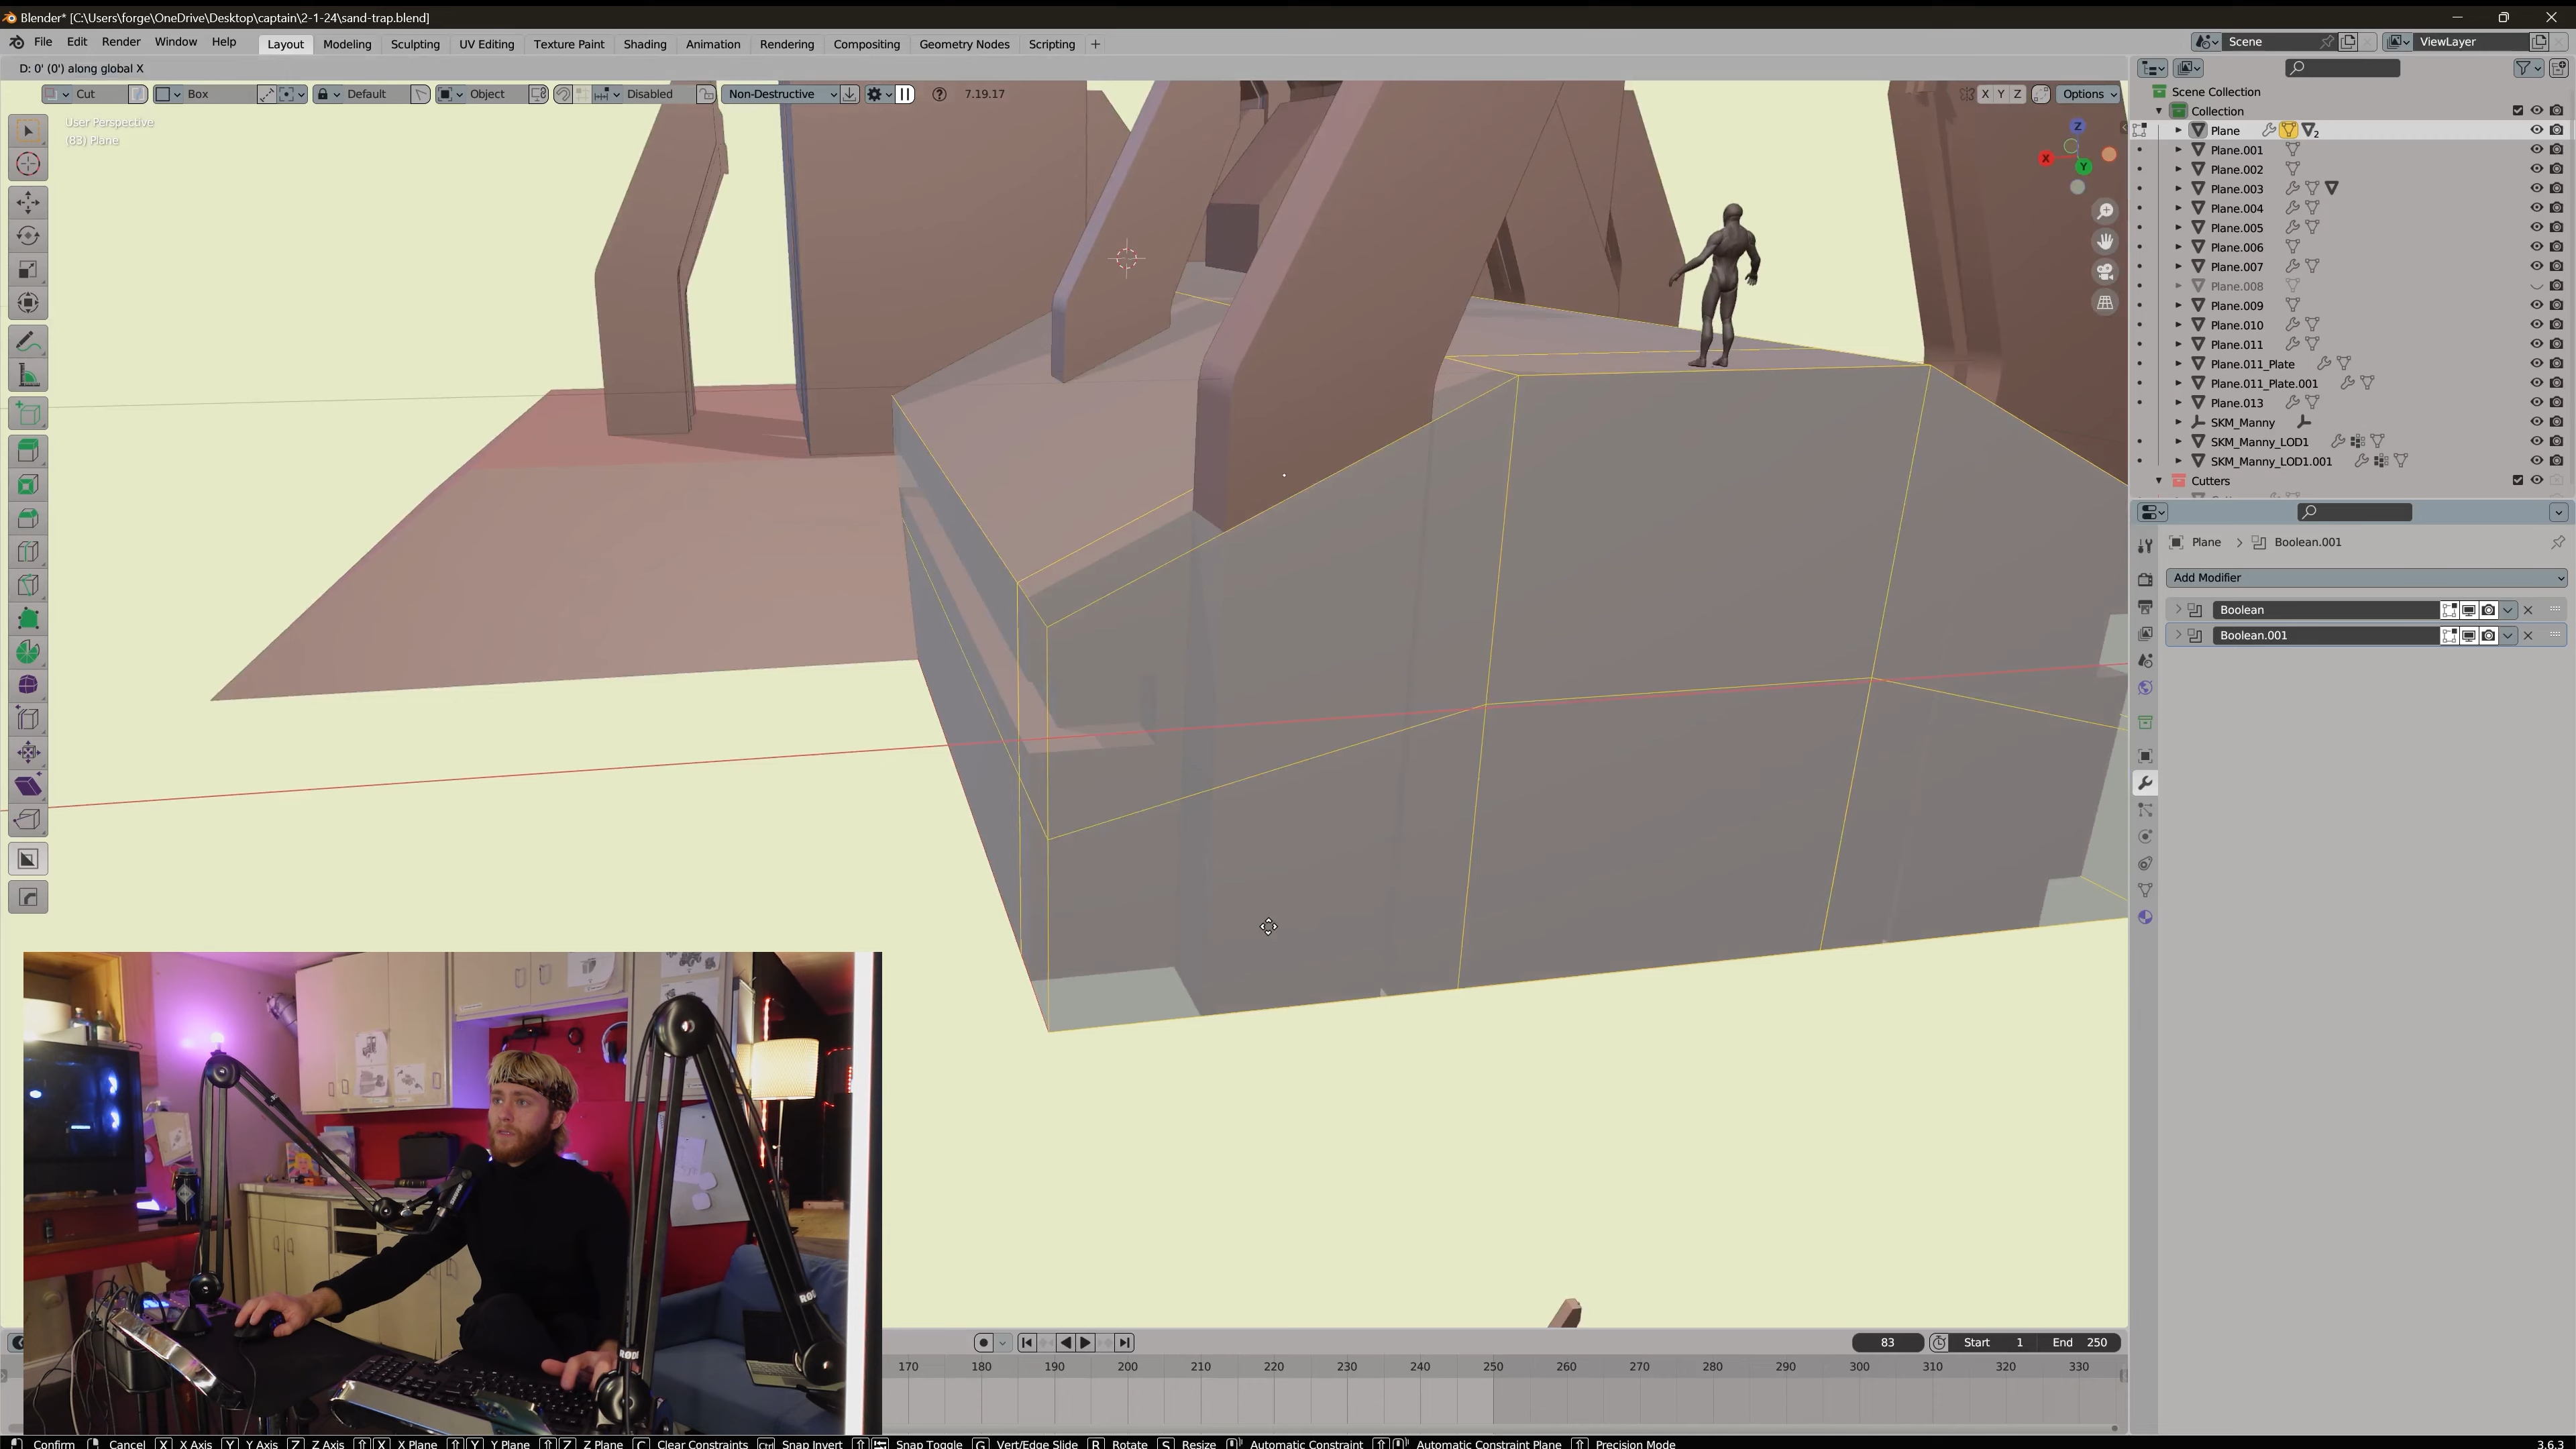 Blender* [C:\Users\forge\OneDrive\Desktop\captain\2-1-24\sand-trap.blend]
File Edit Render Window Help Layout Modeling Sculpting UV Editing Texture Paint Shading Animation Rendering Compositing Geometry Nodes Scripting + Scene ViewLayer
D: 0' (0') along global X
Cut Box Default Object Disabled Non-Destructive 7.19.17 X Y Z Options
User Perspective
(83) Plane
Z
X
Y
Scene Collection
Collection
Plane 2
Plane.001
Plane.002
Plane.003
Plane.004
Plane.005
Plane.006
Plane.007
Plane.008
Plane.009
Plane.010
Plane.011
Plane.011_Plate
Plane.011_Plate.001
Plane.013
SKM_Manny
SKM_Manny_LOD1
SKM_Manny_LOD1.001
Cutters
Plane > Boolean.001
Add Modifier
Boolean
Boolean.001
RODE
83 Start 1 End 250
170 180 190 200 210 220 230 240 250 260 270 280 290 300 310 320 330
Confirm Cancel X X Axis Y Y Axis Z Z Axis X X Plane Y Y Plane Z Z Plane C Clear Constraints Ctrl Snap Invert Snap Toggle G Vert/Edge Slide R Rotate S Resize Automatic Constraint Automatic Constraint Plane Precision Mode 3.6.3